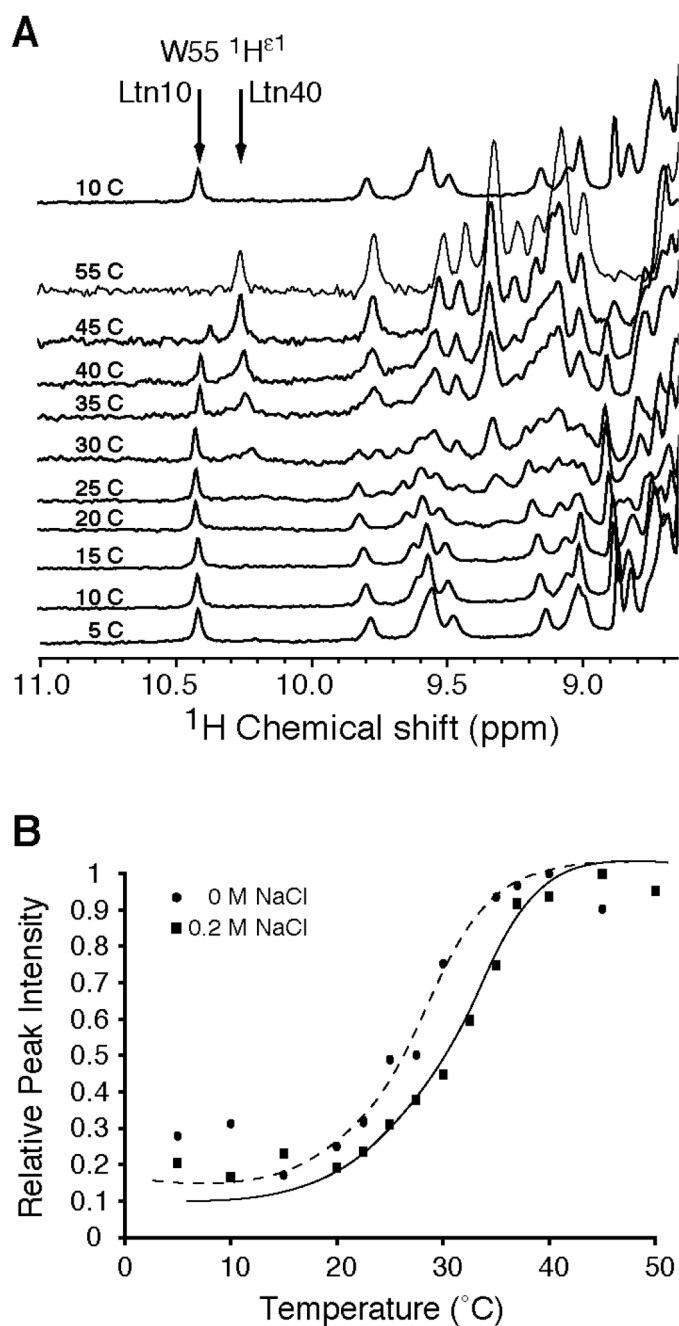 A
W55 ¹Hᵋ¹
Ltn10 Ltn40
10 C
55 C
45 C
40 C
35 C
30 C
25 C
20 C
15 C
10 C
5 C
11.0 10.5 10.0 9.5 9.0
¹H Chemical shift (ppm)
B
1
0.9
0.8
0.7
0.6
0.5
0.4
0.3
0.2
0.1
0
Relative Peak Intensity
0 M NaCl
0.2 M NaCl
0 10 20 30 40 50
Temperature (°C)